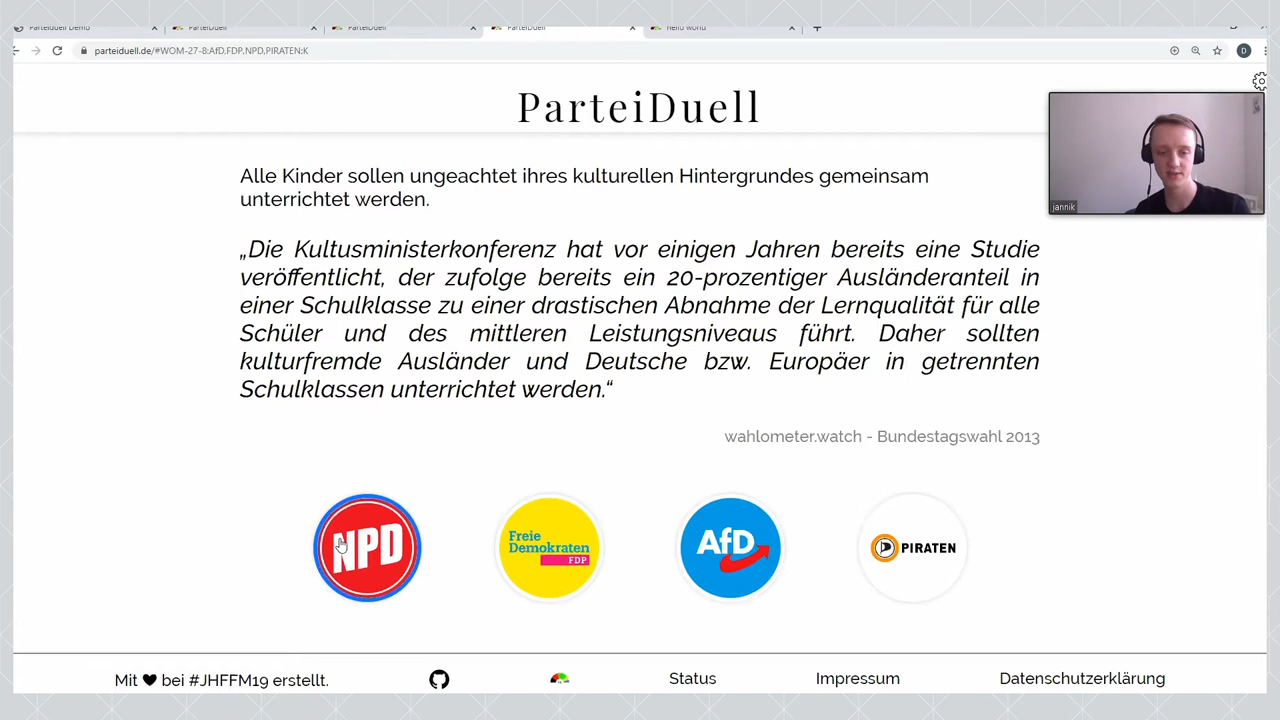 ParteiDuell
ParteiDuell
ParteiDuell
parteiduell.de/#WOM-27-8:AfD,FDP,NPD,PIRATEN:K
D
ParteiDuell
jannik
Alle Kinder sollen ungeachtet ihres kulturellen Hintergrundes gemeinsam
unterrichtet werden.
„Die Kultusministerkonferenz hat vor einigen Jahren bereits eine Studie
veröffentlicht, der zufolge bereits ein 20-prozentiger Ausländeranteil in
einer Schulklasse zu einer drastischen Abnahme der Lernqualität für alle
Schüler und des mittleren Leistungsniveaus führt. Daher sollten
kulturfremde Ausländer und Deutsche bzw. Europäer in getrennten
Schulklassen unterrichtet werden.“
wahlometer.watch - Bundestagswahl 2013
NPD
Freie
Demokraten
FDP
AfD
PIRATEN
Mit ♥ bei #JHFFM19 erstellt.
Status
Impressum
Datenschutzerklärung